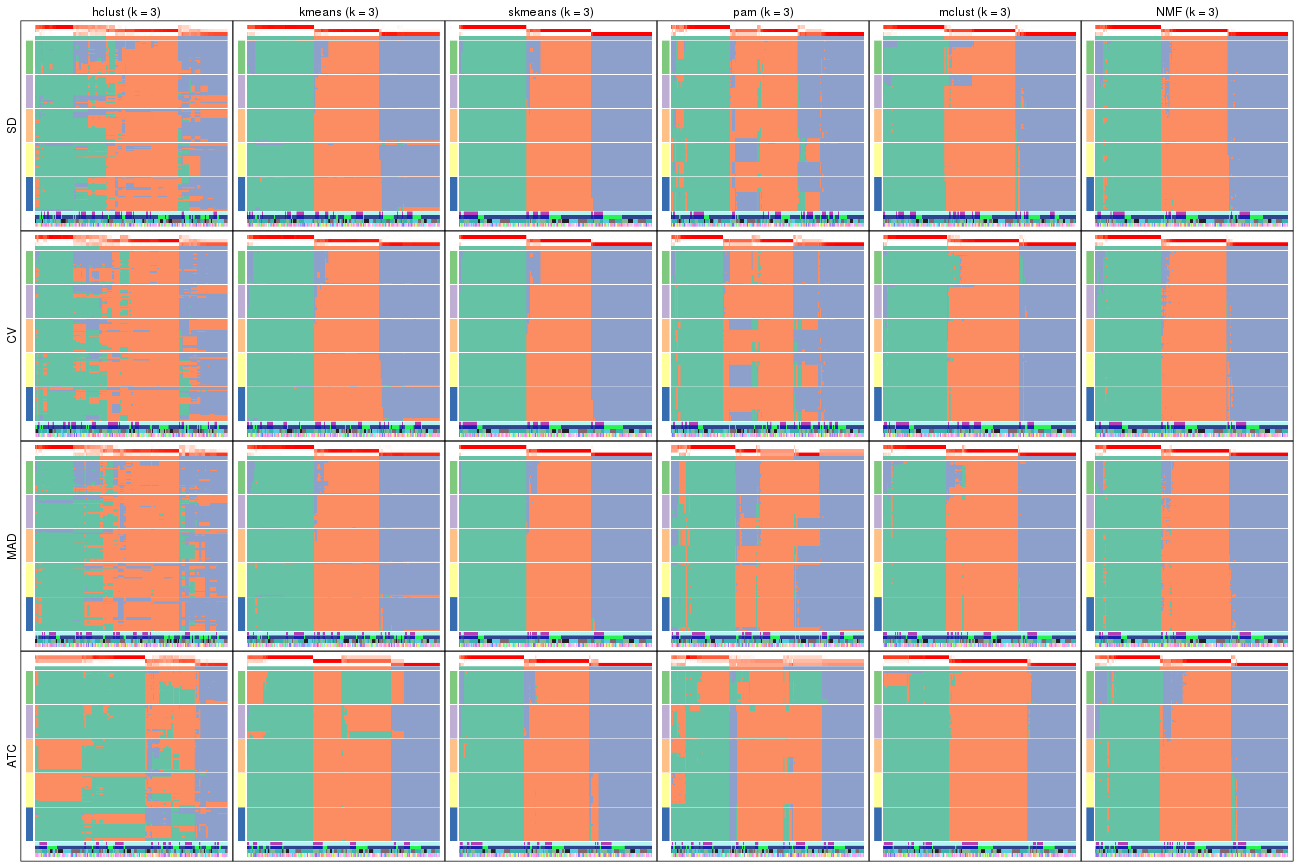 hclust (k = 3)
kmeans (k = 3)
skmeans (k = 3)
pam (k = 3)
mclust (k = 3)
NMF (k = 3)
SD
CV
MAD
ATC